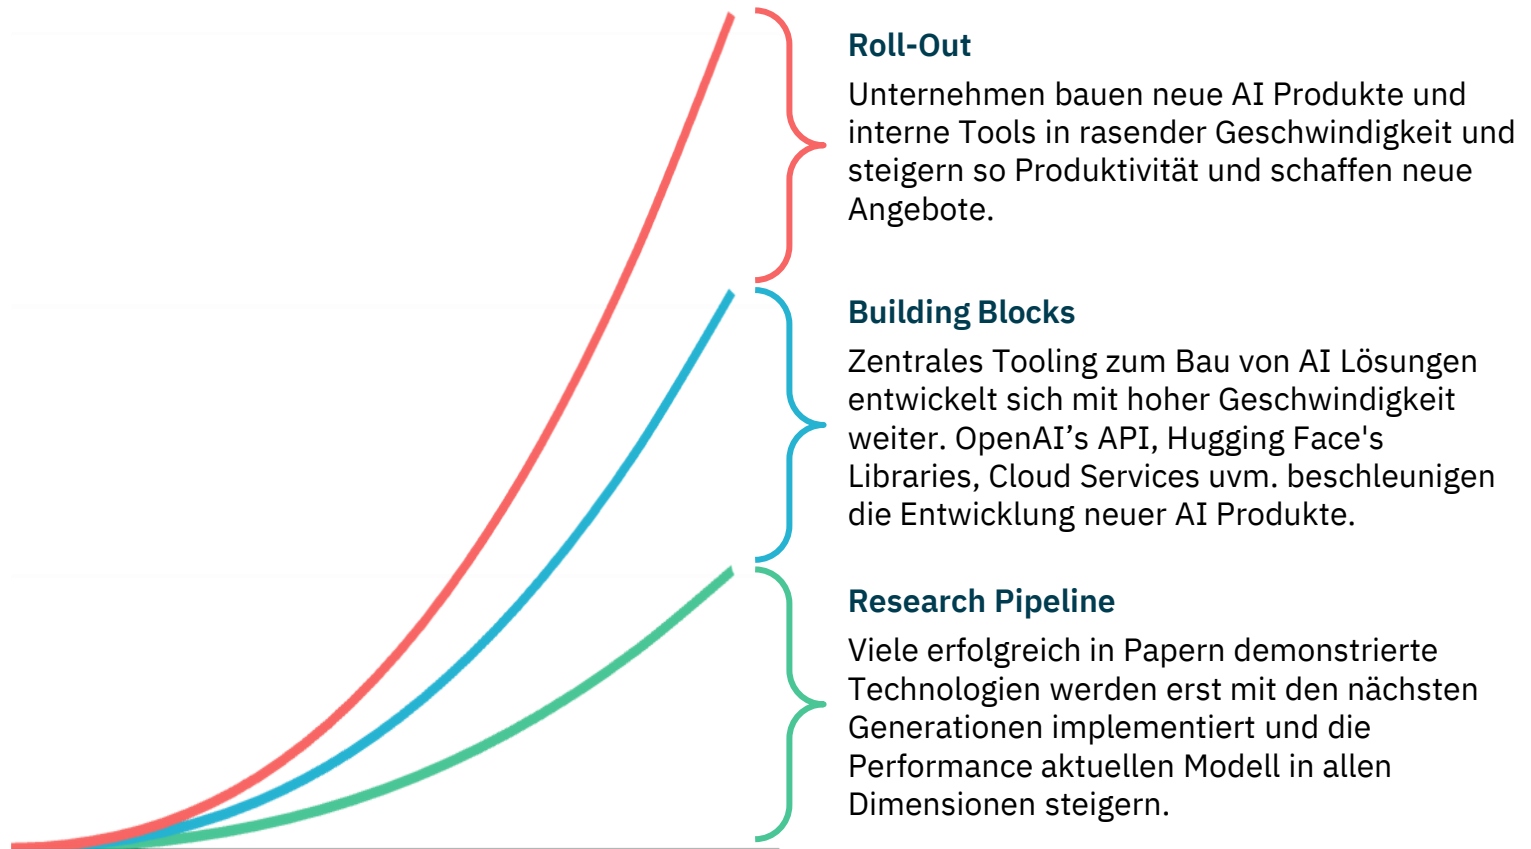 Roll-Out
Unternehmen bauen neue AI Produkte und
interne Tools in rasender Geschwindigkeit und
steigern so Produktivität und schaffen neue
Angebote.
Building Blocks
Zentrales Tooling zum Bau von AI Lösungen
entwickelt sich mit hoher Geschwindigkeit
weiter. OpenAI’s API, Hugging Face's
Libraries, Cloud Services uvm. beschleunigen
die Entwicklung neuer AI Produkte.
Research Pipeline
Viele erfolgreich in Papern demonstrierte
Technologien werden erst mit den nächsten
Generationen implementiert und die
Performance aktuellen Modell in allen
Dimensionen steigern.